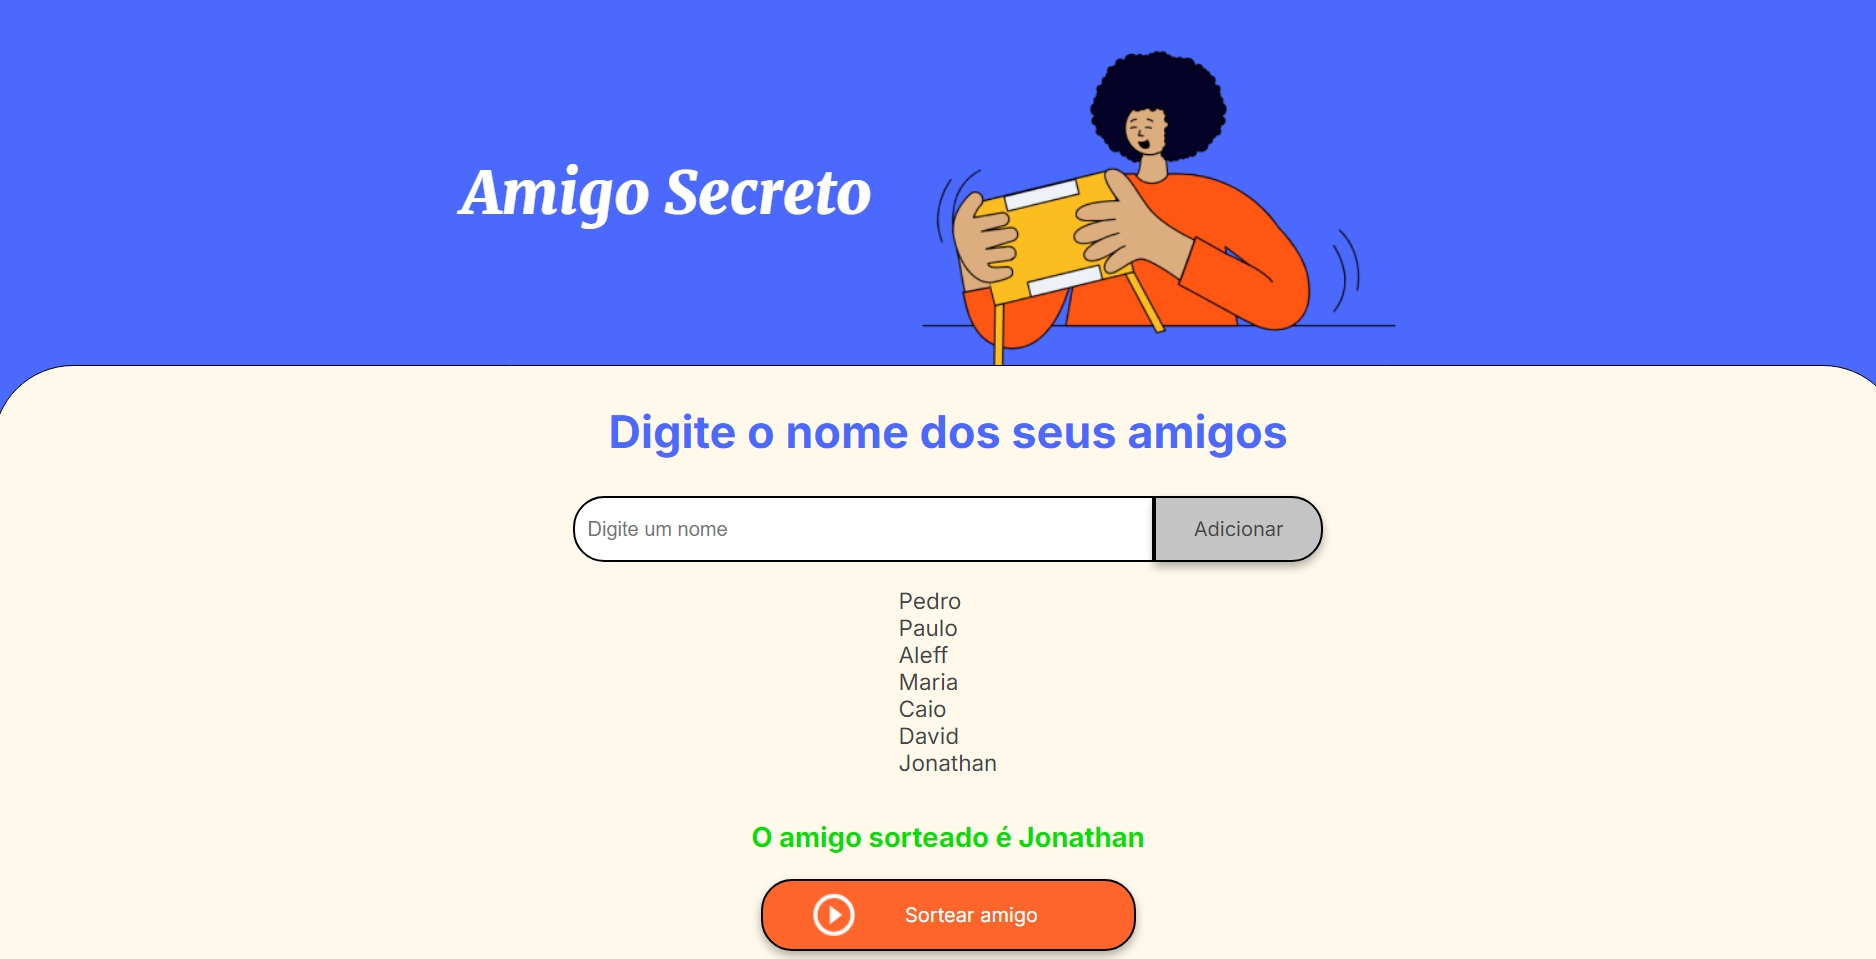 Amigo Secreto
Digite o nome dos seus amigos
Digite um nome
Adicionar
Pedro
Paulo
Aleff
Maria
Caio
David
Jonathan
O amigo sorteado é Jonathan
Sortear amigo